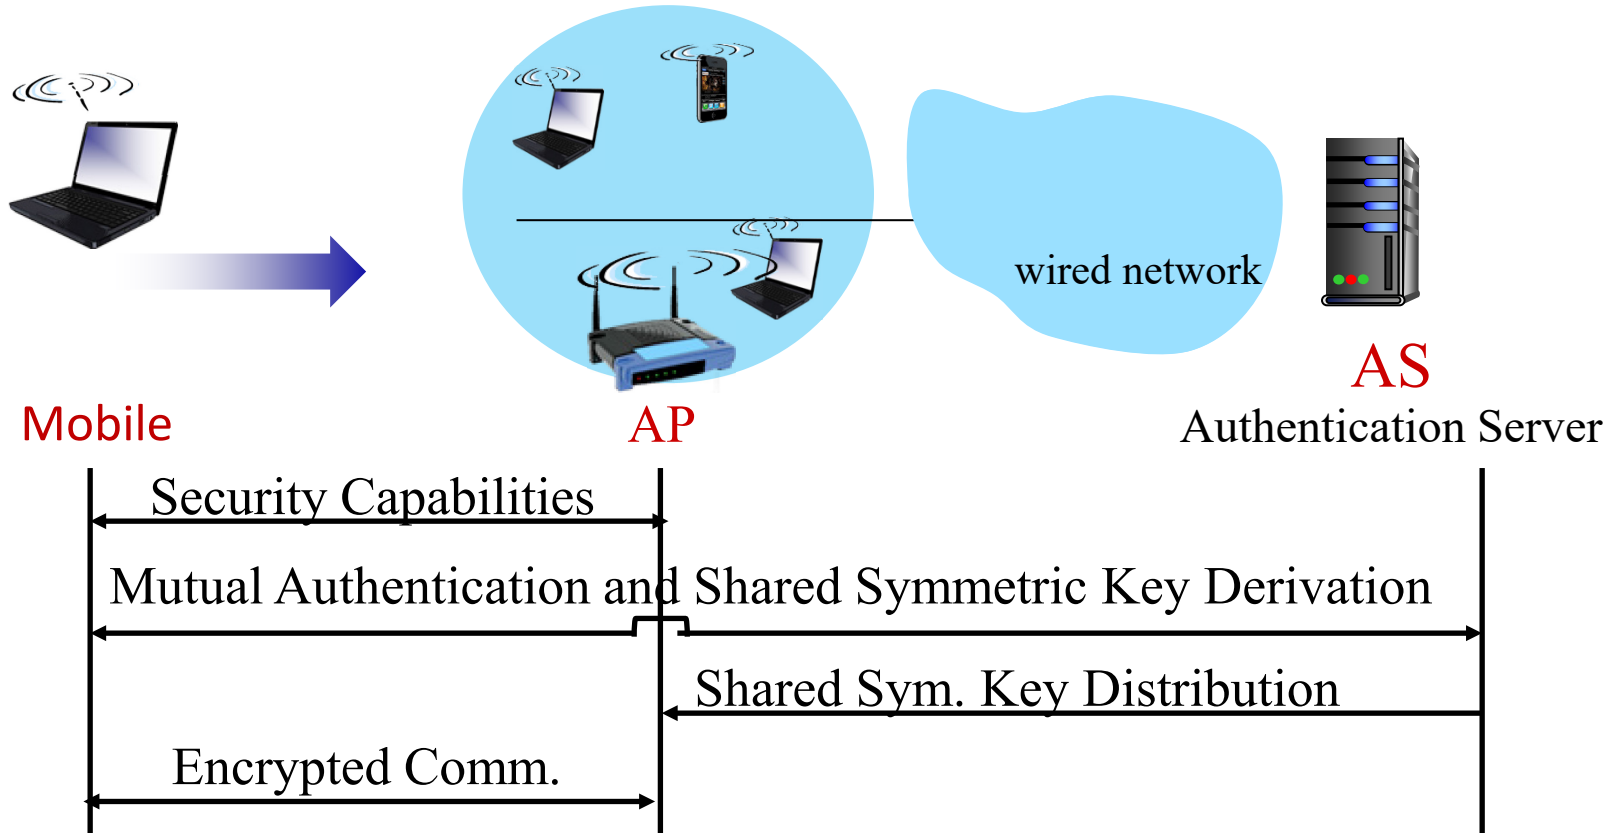 wired network
AS
Mobile
AP
Authentication Server
Security Capabilities
Mutual Authentication and Shared Symmetric Key Derivation
Shared Sym. Key Distribution
Encrypted Comm.